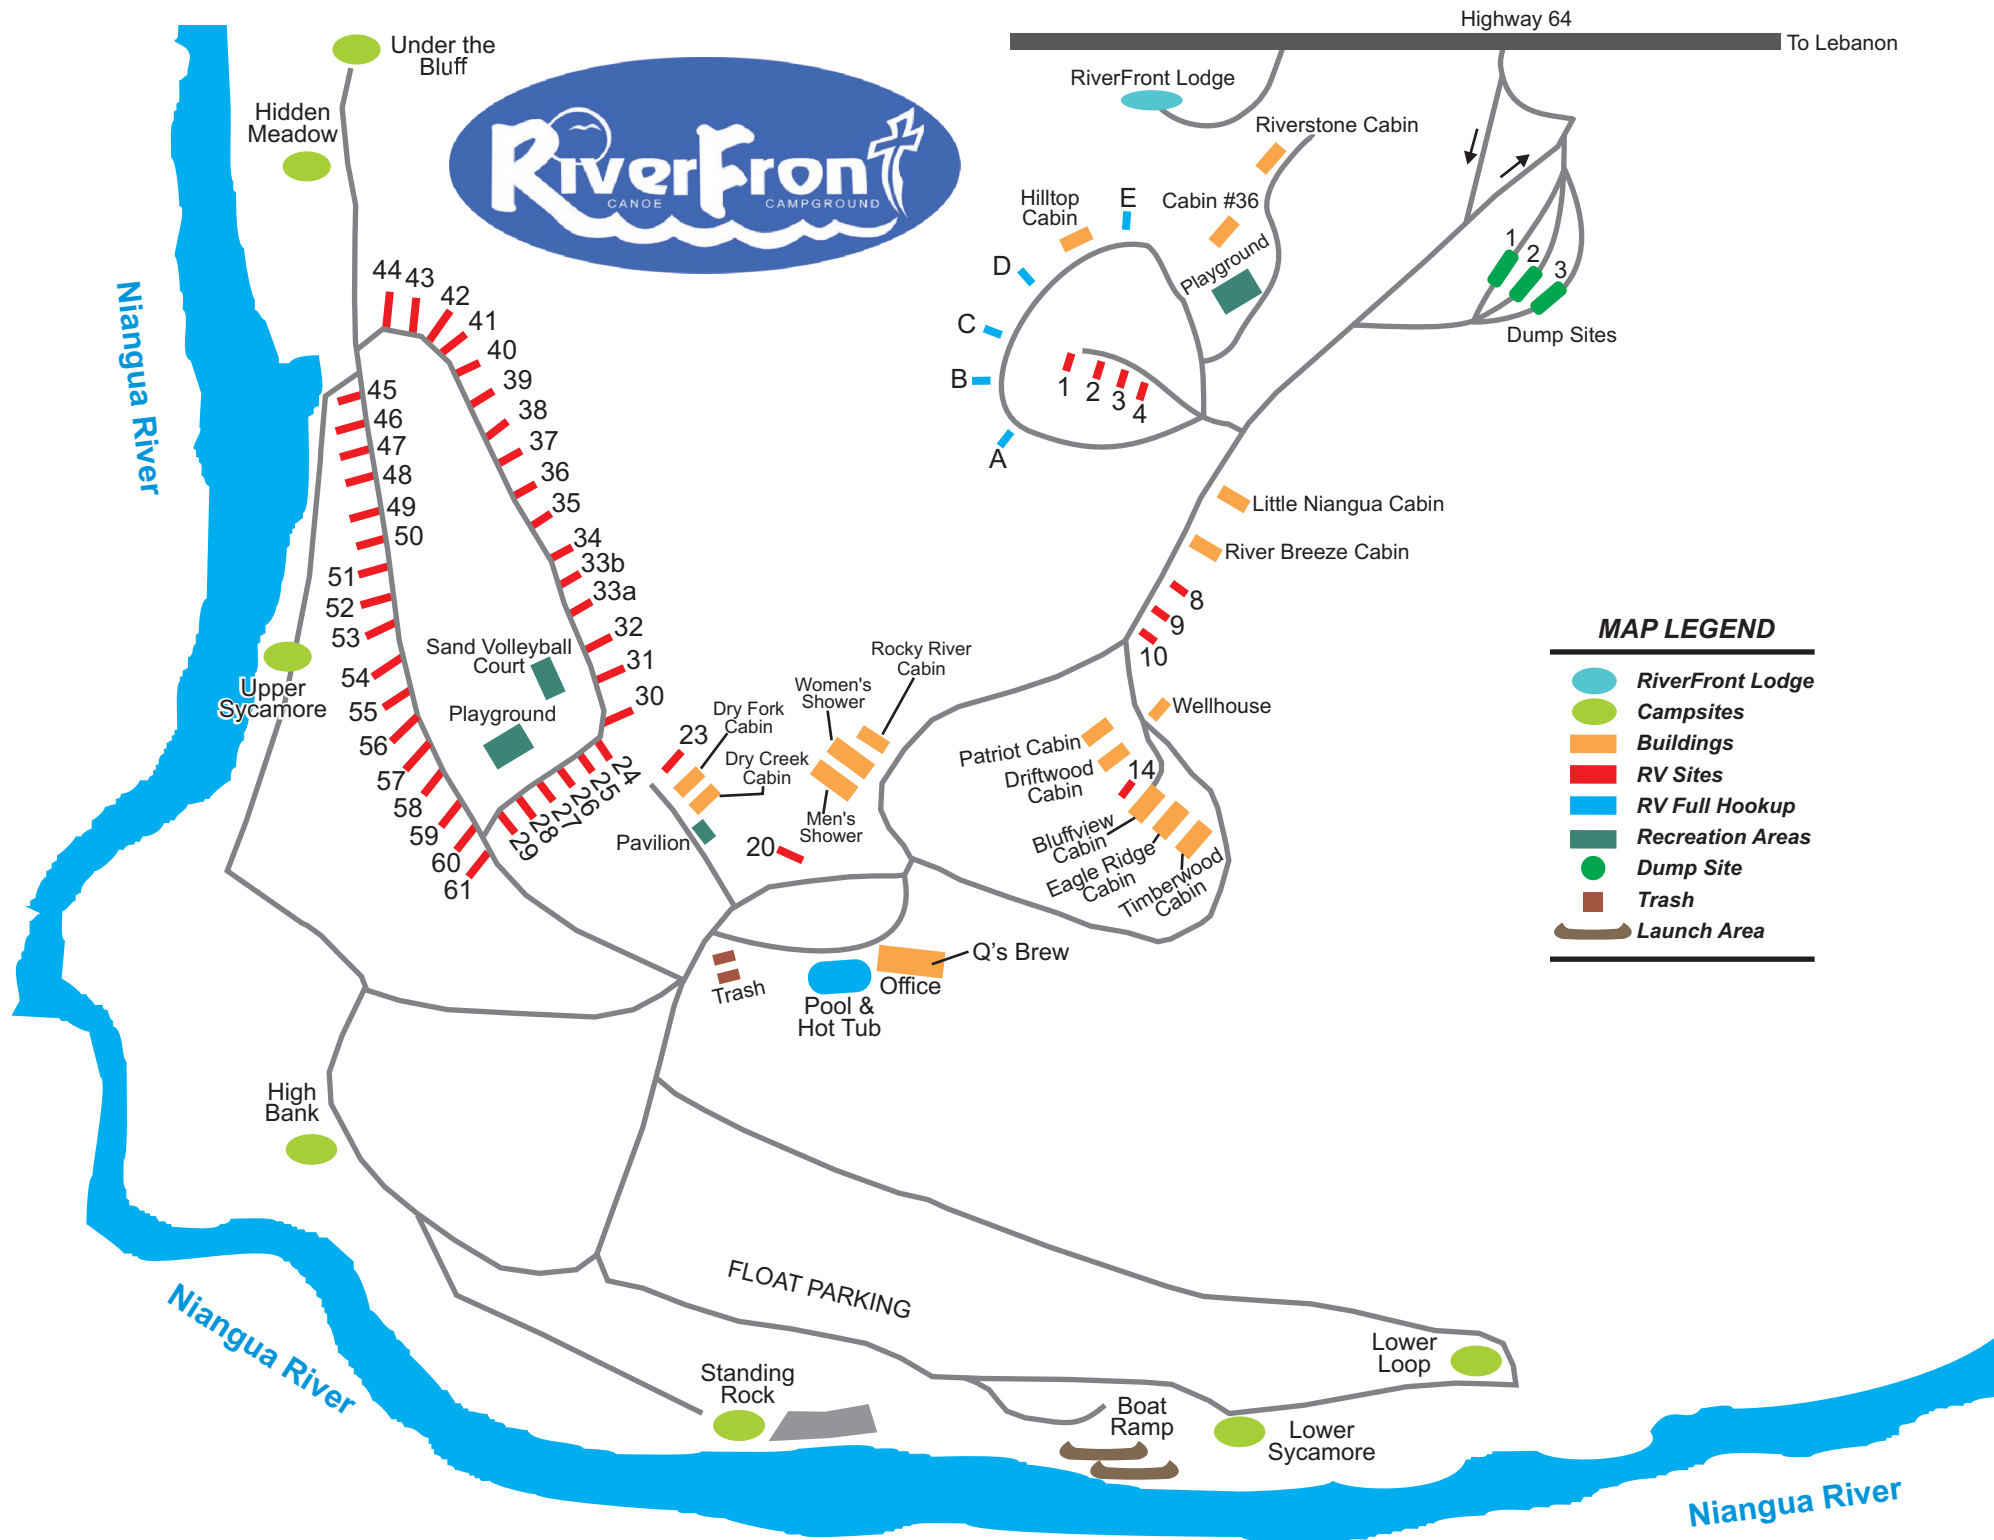 Highway 64
To Lebanon
Under the
Bluff
RiverFront Lodge
Hidden
Meadow
Riverstone Cabin
RiverFront
CANOE CAMPGROUND
Hilltop
Cabin
E
Cabin #36
Playground
D
C
B
A
1
2
3
4
1
2
3
Dump Sites
Niangua River
44
43
42
41
40
39
38
37
36
35
34
33b
33a
32
31
30
45
46
47
48
49
50
51
52
53
54
55
56
57
58
59
60
61
Little Niangua Cabin
River Breeze Cabin
8
9
10
MAP LEGEND
RiverFront Lodge
Campsites
Buildings
RV Sites
RV Full Hookup
Recreation Areas
Dump Site
Trash
Launch Area
Sand Volleyball
Court
Playground
Upper
Sycamore
24
25
26
27
28
29
23
Dry Fork
Cabin
Dry Creek
Cabin
Pavilion
Women's
Shower
Rocky River
Cabin
Men's
Shower
20
Wellhouse
Patriot Cabin
Driftwood
Cabin
14
Bluffview
Cabin
Eagle Ridge
Cabin
Timberwood
Cabin
Trash
Pool &
Hot Tub
Office
Q's Brew
High
Bank
FLOAT PARKING
Niangua River
Standing
Rock
Boat
Ramp
Lower
Sycamore
Lower
Loop
Niangua River